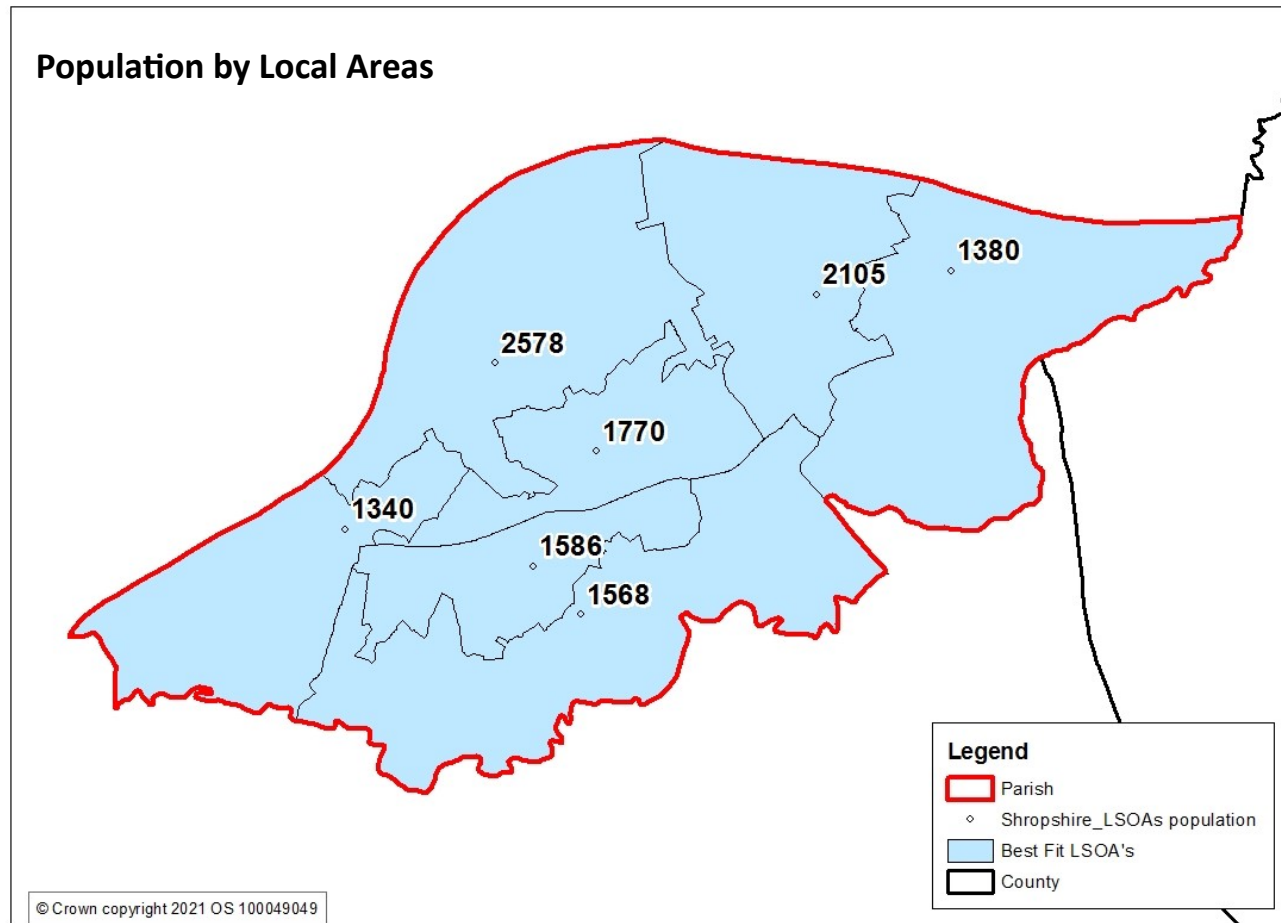 Population by Local Areas
1380
2105
2578
1770
1340
1586
1568
Legend
Parish
Shropshire_LSOAs population
Best Fit LSOA's
County
© Crown copyright 2021 OS 100049049